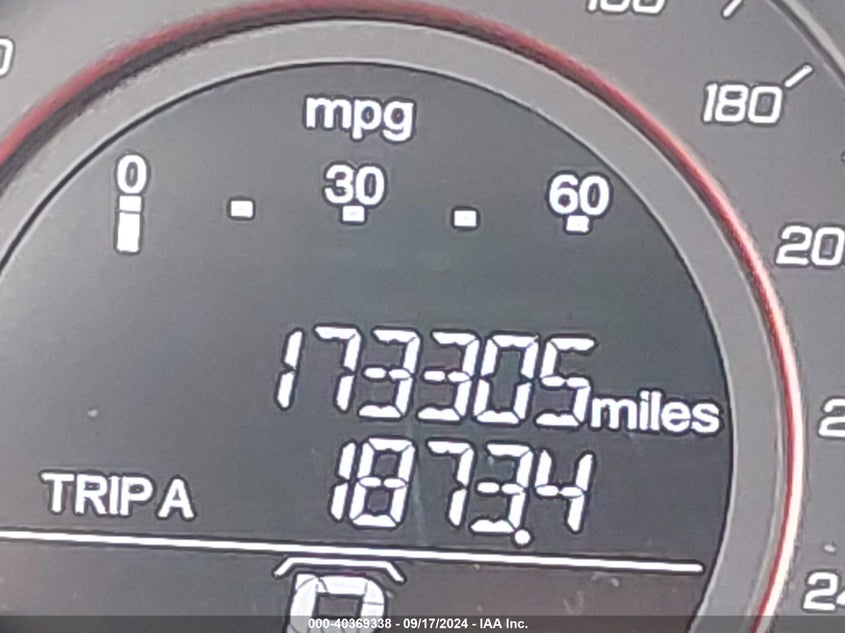 180
mpg
0 30 60
20
173305 miles
TRIP A 1873.4
000-40369338 - 09/17/2024 - IAA Inc.